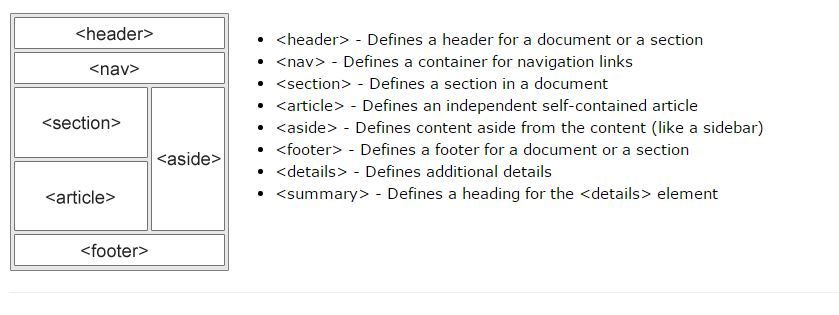 <header>
<nav>
<section>
<aside>
<article>
<footer>
<header> - Defines a header for a document or a section
<nav> - Defines a container for navigation links
<section> - Defines a section in a document
<article> - Defines an independent self-contained article
<aside> - Defines content aside from the content (like a sidebar)
<footer> - Defines a footer for a document or a section
<details> - Defines additional details
<summary> - Defines a heading for the <details> element